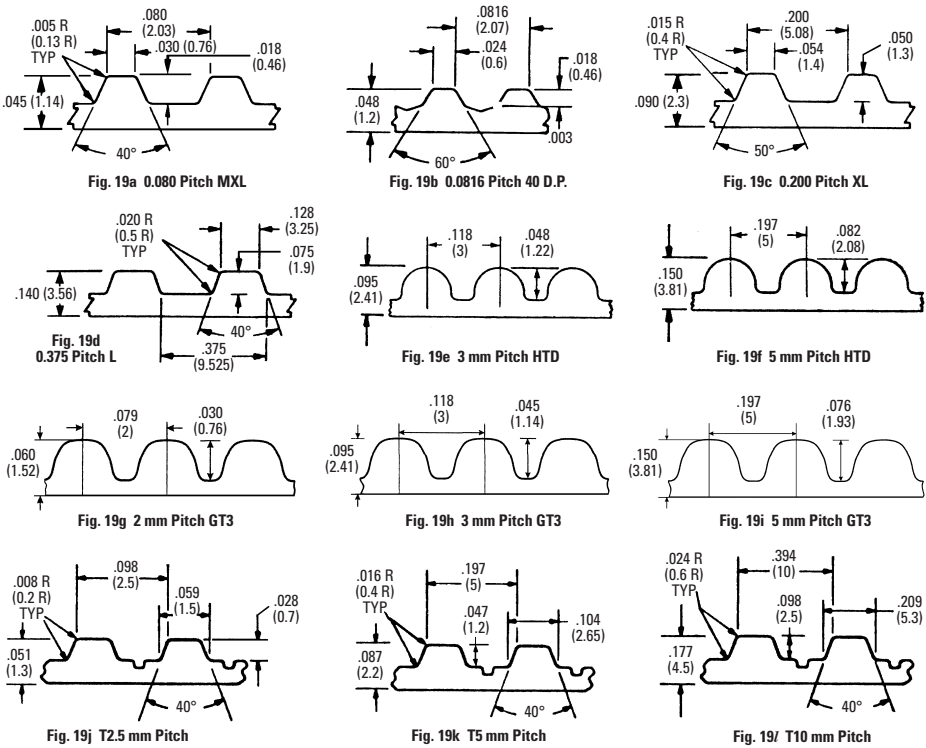 .005 R
(0.13 R)
TYP
.080
(2.03)
.030 (0.76)
.018
(0.46)
.045 (1.14)
40°
Fig. 19a 0.080 Pitch MXL
.0816
(2.07)
.024
(0.6)
.018
(0.46)
.048
(1.2)
.003
60°
Fig. 19b 0.0816 Pitch 40 D.P.
.015 R
(0.4 R)
TYP
.200
(5.08)
.054
(1.4)
.050
(1.3)
.090 (2.3)
50°
Fig. 19c 0.200 Pitch XL
.020 R
(0.5 R)
TYP
.128
(3.25)
.075
(1.9)
.140 (3.56)
40°
.375
(9.525)
Fig. 19d
0.375 Pitch L
.118
(3)
.048
(1.22)
.095
(2.41)
Fig. 19e 3 mm Pitch HTD
.197
(5)
.082
(2.08)
.150
(3.81)
Fig. 19f 5 mm Pitch HTD
.079
(2)
.030
(0.76)
.060
(1.52)
Fig. 19g 2 mm Pitch GT3
.118
(3)
.045
(1.14)
.095
(2.41)
Fig. 19h 3 mm Pitch GT3
.197
(5)
.076
(1.93)
.150
(3.81)
Fig. 19i 5 mm Pitch GT3
.008 R
(0.2 R)
TYP
.098
(2.5)
.059
(1.5)
.028
(0.7)
.051
(1.3)
40°
Fig. 19j T2.5 mm Pitch
.016 R
(0.4 R)
TYP
.197
(5)
.047
(1.2)
.104
(2.65)
.087
(2.2)
40°
Fig. 19k T5 mm Pitch
.024 R
(0.6 R)
TYP
.394
(10)
.098
(2.5)
.209
(5.3)
.177
(4.5)
40°
Fig. 19l T10 mm Pitch